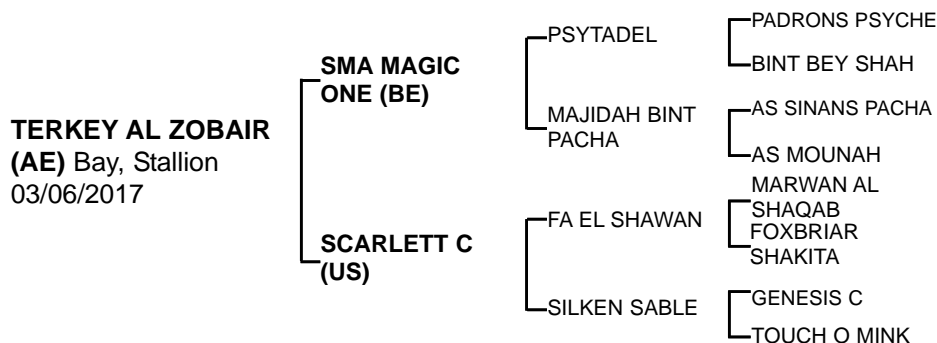 TERKEY AL ZOBAIR
(AE) Bay, Stallion
03/06/2017
SMA MAGIC
ONE (BE)
SCARLETT C
(US)
PSYTADEL
MAJIDAH BINT
PACHA
FA EL SHAWAN
SILKEN SABLE
PADRONS PSYCHE
BINT BEY SHAH
AS SINANS PACHA
AS MOUNAH
MARWAN AL
SHAQAB
FOXBRIAR
SHAKITA
GENESIS C
TOUCH O MINK